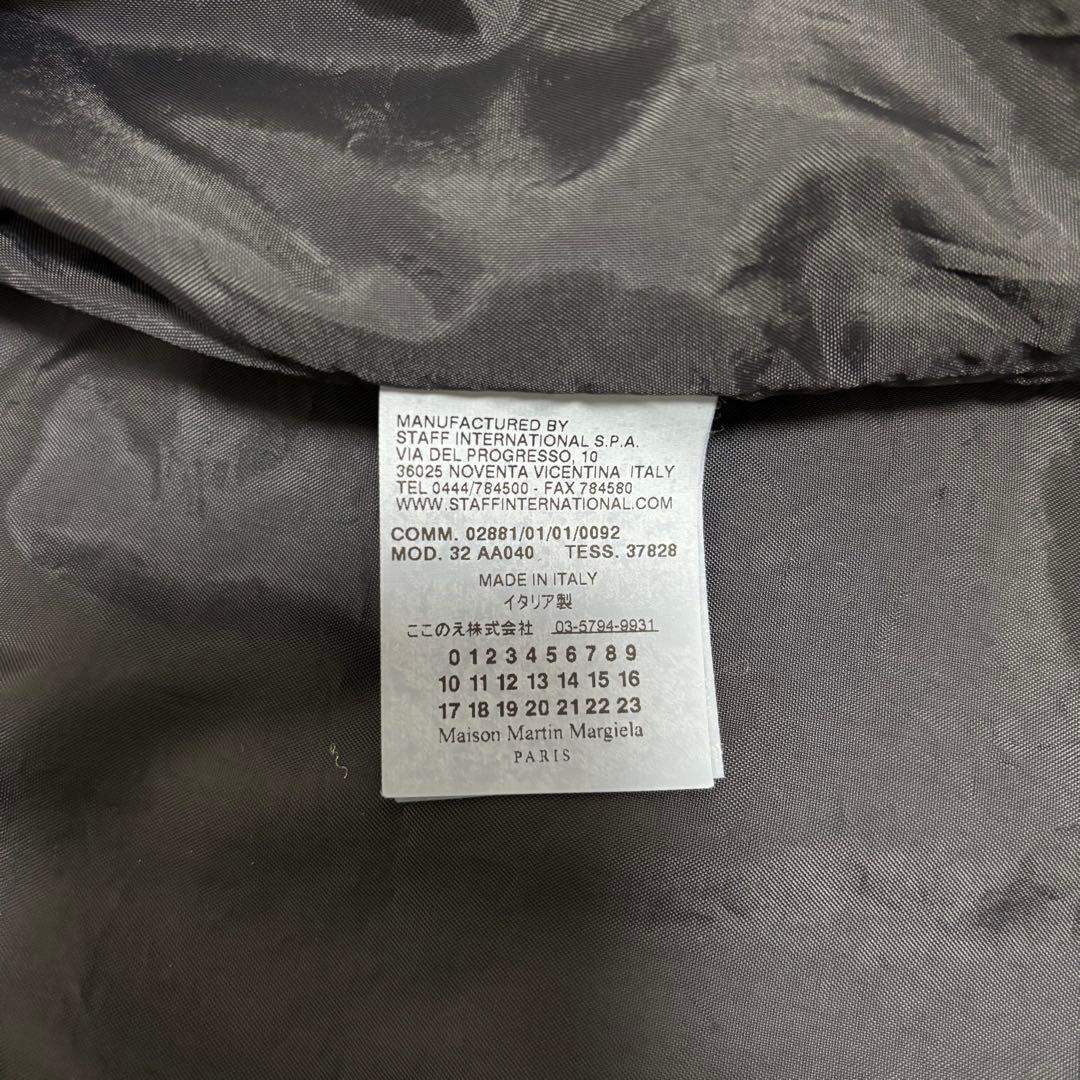 MANUFACTURED BY
STAFF INTERNATIONAL S.P.A.
VIA DEL PROGRESSO, 10
36025 NOVENTA VICENTINA ITALY
TEL 0444/784500 - FAX 784580
WWW.STAFFINTERNATIONAL.COM
COMM. 02881/01/01/0092
MOD. 32 AA040 TESS. 37828
MADE IN ITALY
イタリア製
ここのえ株式会社 03-5794-9931
0 1 2 3 4 5 6 7 8 9
10 11 12 13 14 15 16
17 18 19 20 21 22 23
Maison Martin Margiela
PARIS